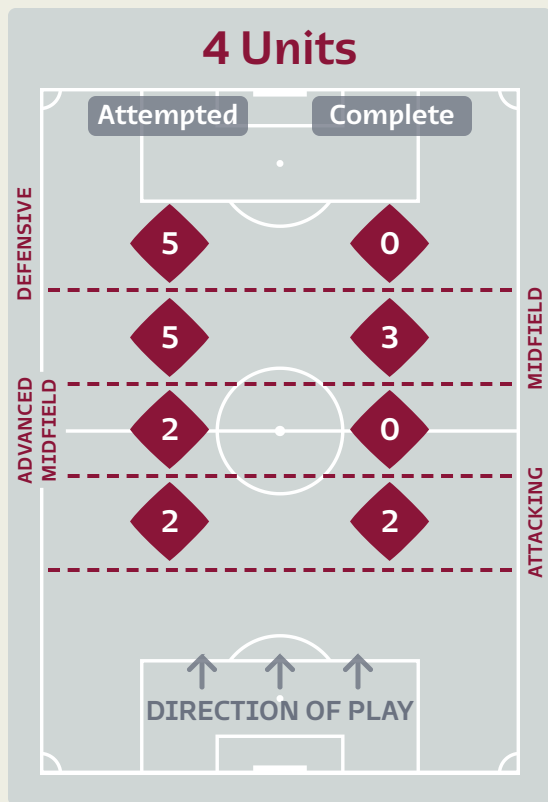 4 Units
Attempted Complete
DEFENSIVE
5 0
MIDFIELD
5 3
ADVANCED
MIDFIELD
2 0
ATTACKING
2 2
DIRECTION OF PLAY